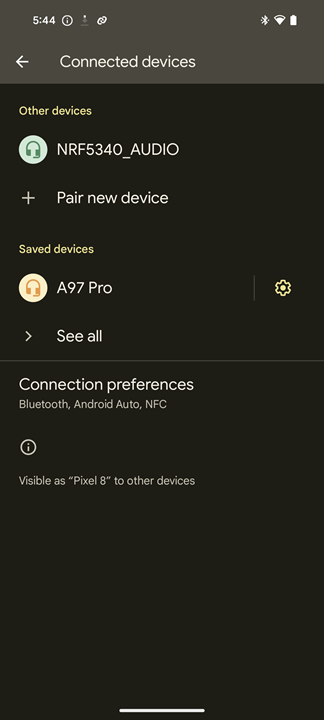 5:44
Connected devices
Other devices
NRF5340_AUDIO
Pair new device
Saved devices
A97 Pro
See all
Connection preferences
Bluetooth, Android Auto, NFC
Visible as “Pixel 8” to other devices